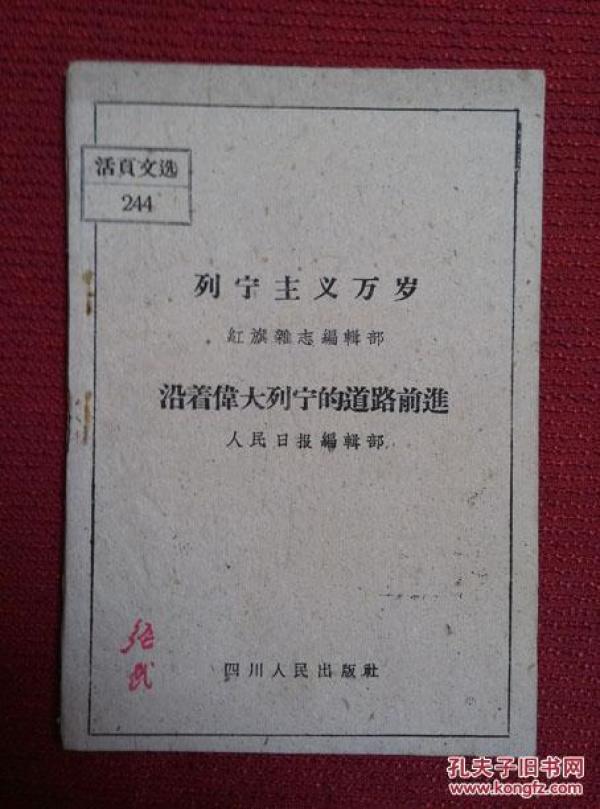 活頁文选
244
列宁主义万岁
紅旗雜志編輯部
沿着偉大列宁的道路前進
人民日报編輯部
四川人民出版社
孔夫子旧书网
kongfz.com